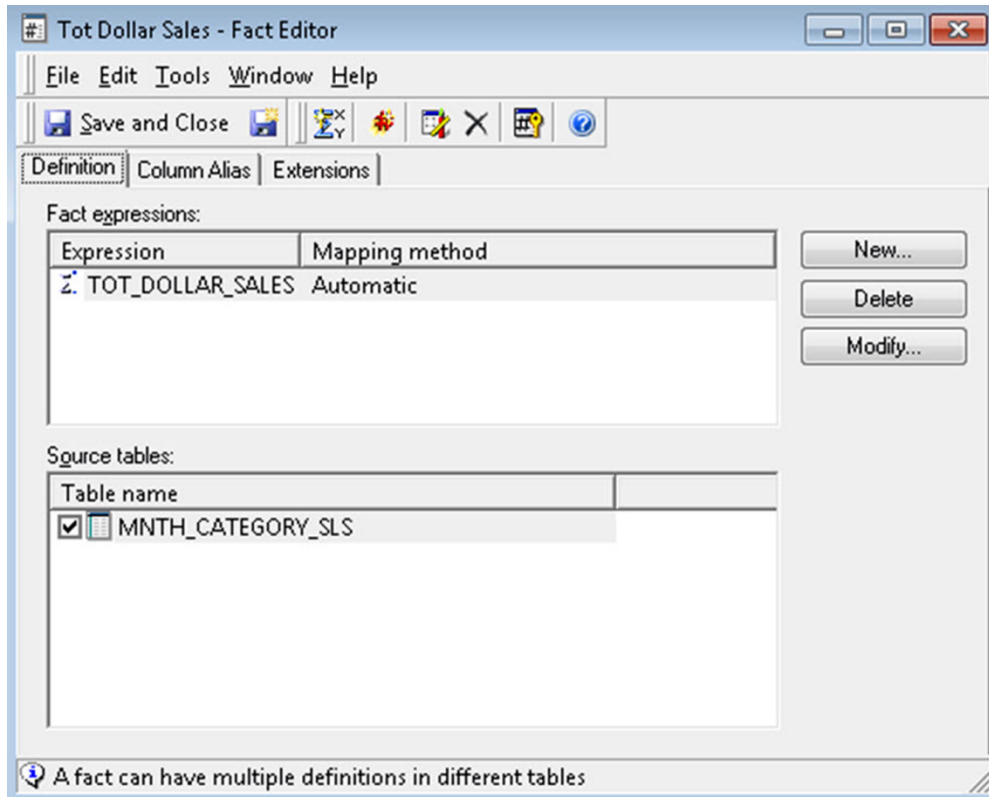 Tot Dollar Sales - Fact Editor
File Edit Tools Window Help
Save and Close
Definition Column Alias Extensions
Fact expressions:
Expression Mapping method
TOT_DOLLAR_SALES Automatic
New...
Delete
Modify...
Source tables:
Table name
MNTH_CATEGORY_SLS
A fact can have multiple definitions in different tables